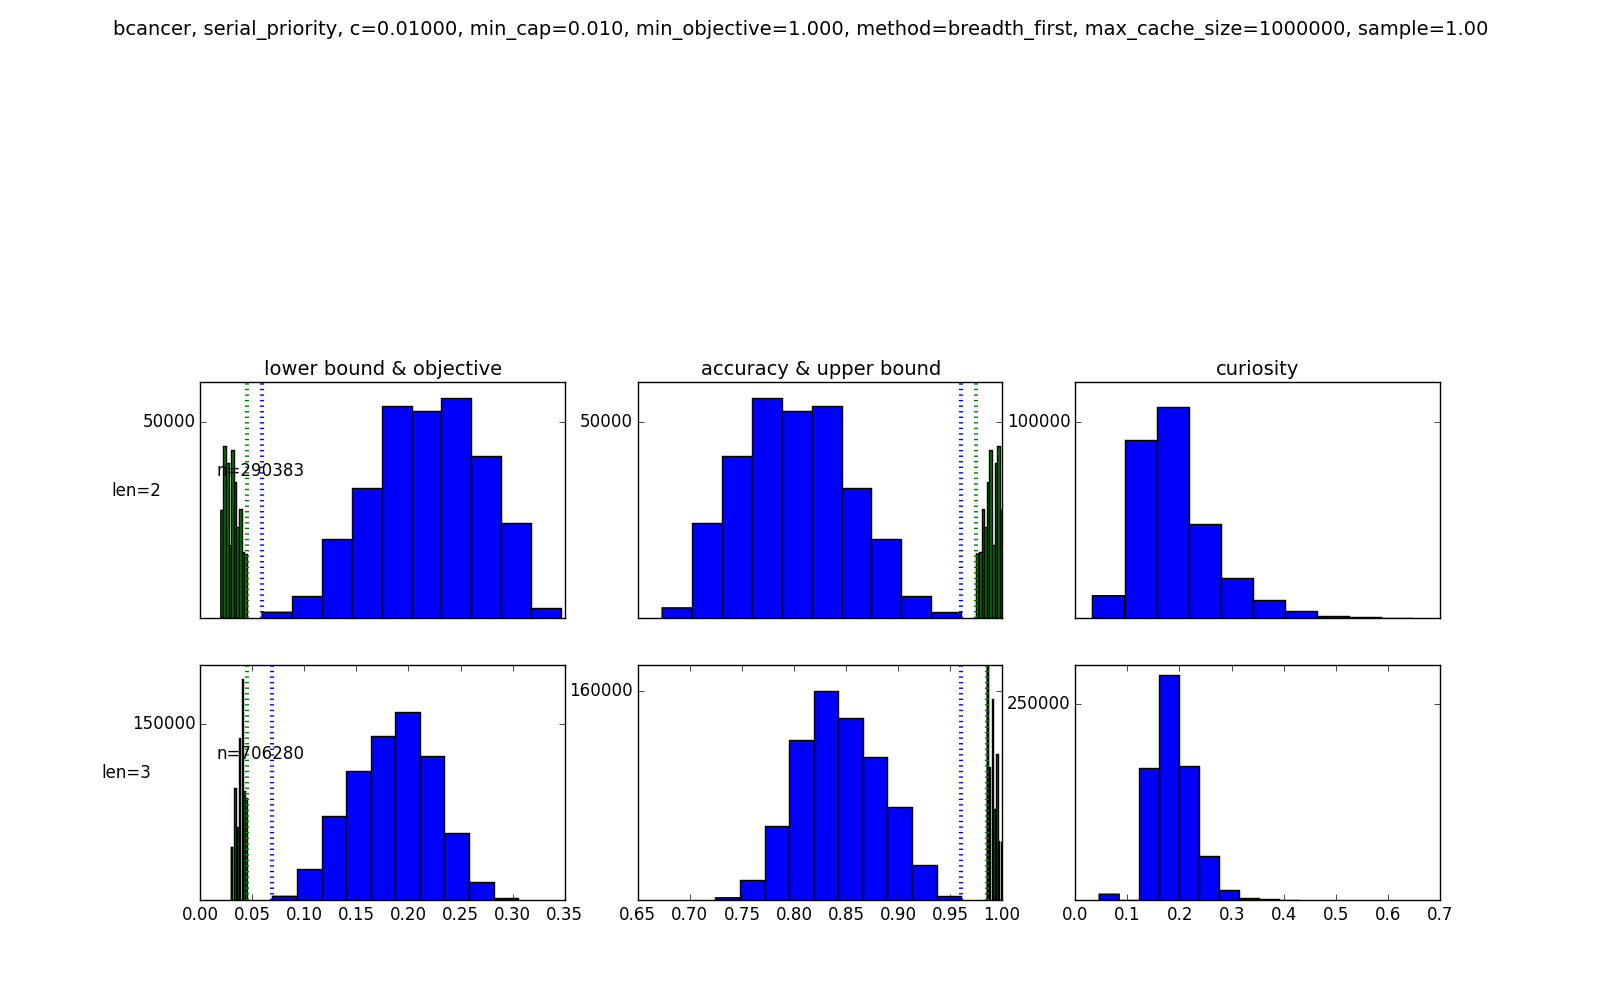 bcancer, serial_priority, c=0.01000, min_cap=0.010, min_objective=1.000, method=breadth_first, max_cache_size=1000000, sample=1.00
lower bound & objective
accuracy & upper bound
curiosity
50000
50000
100000
n=290383
len=2
150000
160000
250000
n=706280
len=3
0.00 0.05 0.10 0.15 0.20 0.25 0.30 0.35
0.65 0.70 0.75 0.80 0.85 0.90 0.95 1.00
0.0 0.1 0.2 0.3 0.4 0.5 0.6 0.7